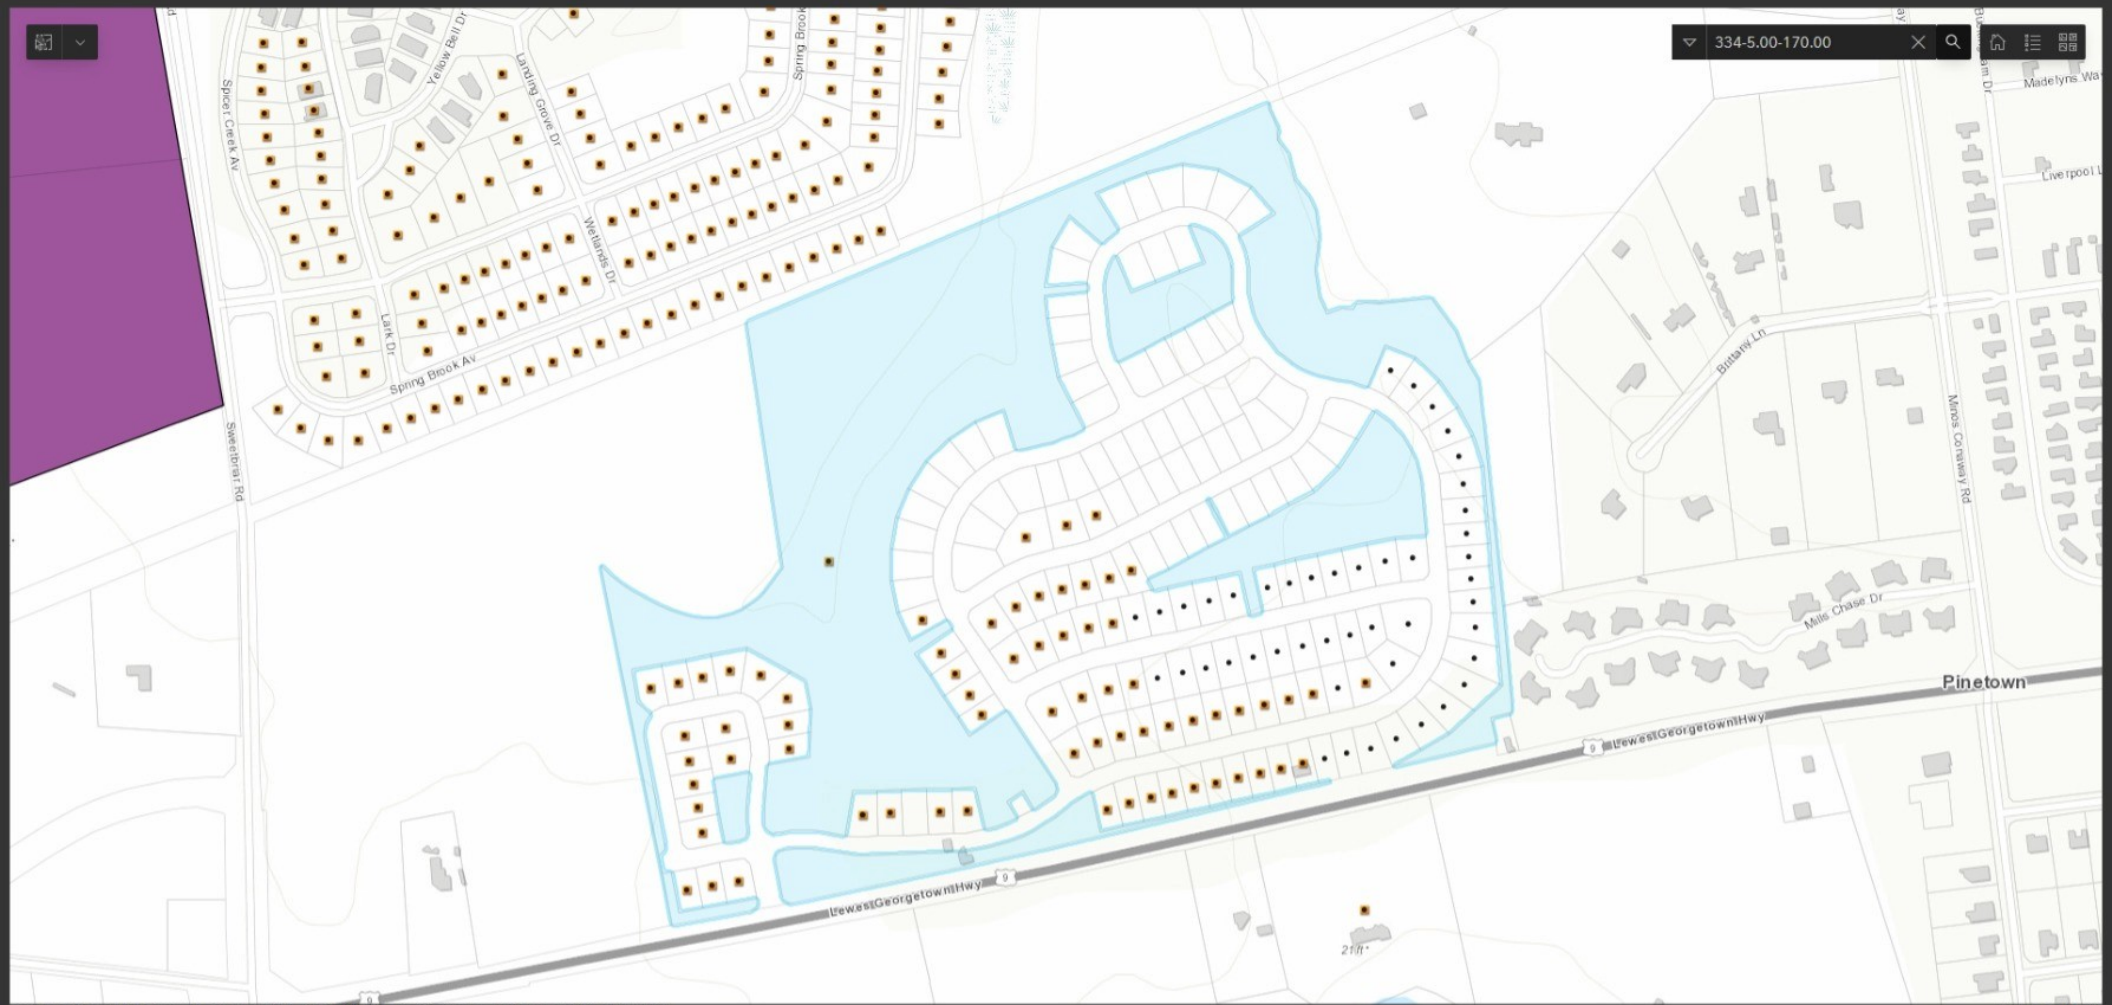 334-5.00-170.00
Yellow Bell Dr
Spring Brook
Landing Grove Dr
Spicer Creek Av
Madelyns Wa
Liverpool L
Wetlands Dr
Lark Dr
Spring Brook Av
Brittany Ln
Sweetbriar Rd
Minos Conaway Rd
Mills Chase Dr
Pinetown
9
Lewes Georgetown Hwy
9
Lewes Georgetown Hwy
21 ft
9